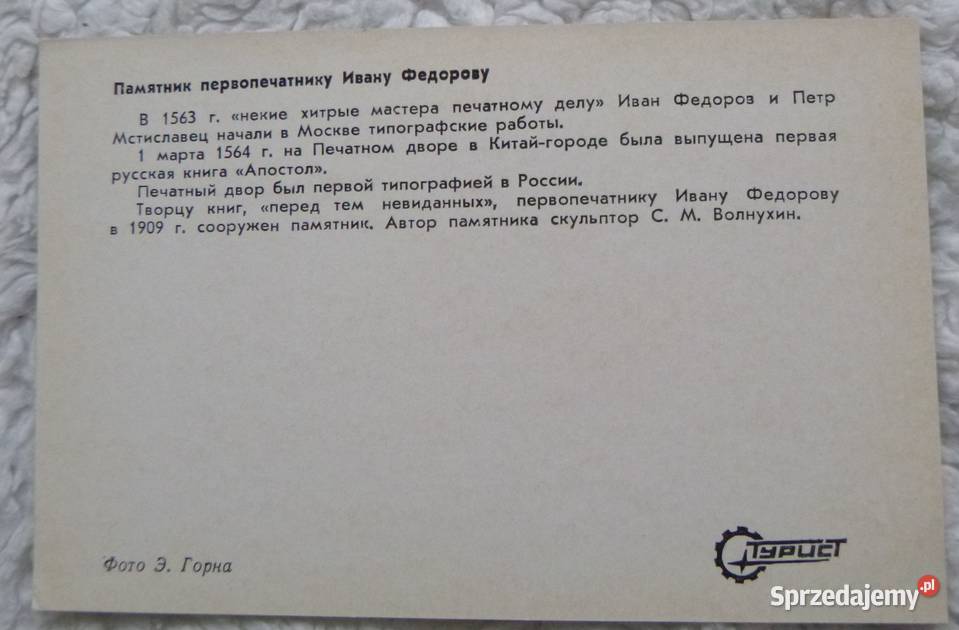 Памятник первопечатнику Ивану Федорову
В 1563 г. «некие хитрые мастера печатному делу» Иван Федоров и Петр
Мстиславец начали в Москве типографские работы.
1 марта 1564 г. на Печатном дворе в Китай-городе была выпущена первая
русская книга «Апостол».
Печатный двор был первой типографией в России.
Творцу книг, «перед тем невиданных», первопечатнику Ивану Федорову
в 1909 г. сооружен памятник. Автор памятника скульптор С. М. Волнухин.
Фото Э. Горна
ТУРИСТ
Sprzedajemy.pl